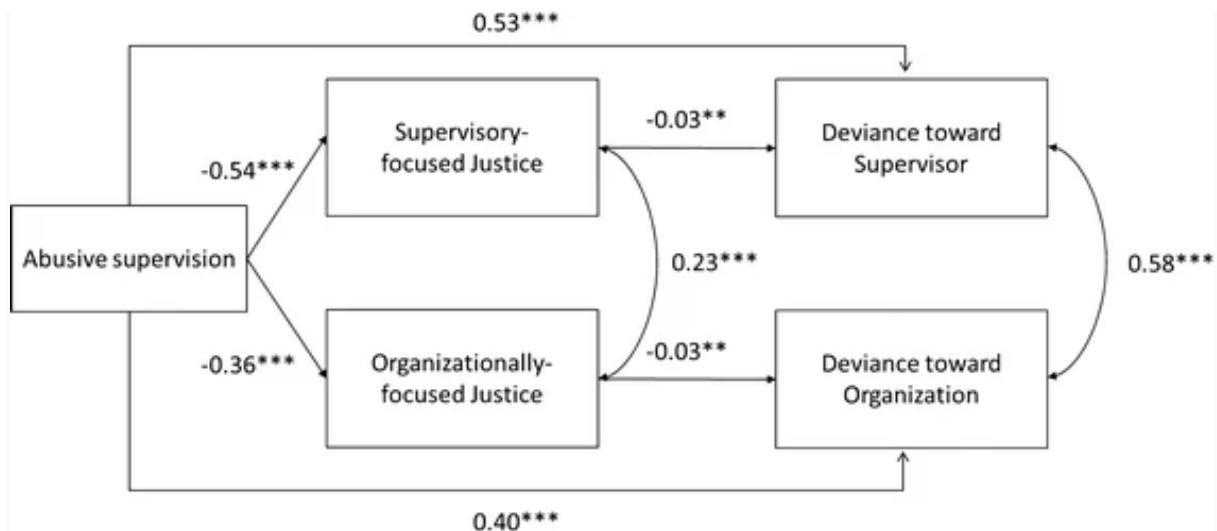 0.53***
Supervisory-
focused Justice
-0.03**
Deviance toward
Supervisor
-0.54***
Abusive supervision
0.23***
0.58***
-0.36***
Organizationally-
focused Justice
-0.03**
Deviance toward
Organization
0.40***